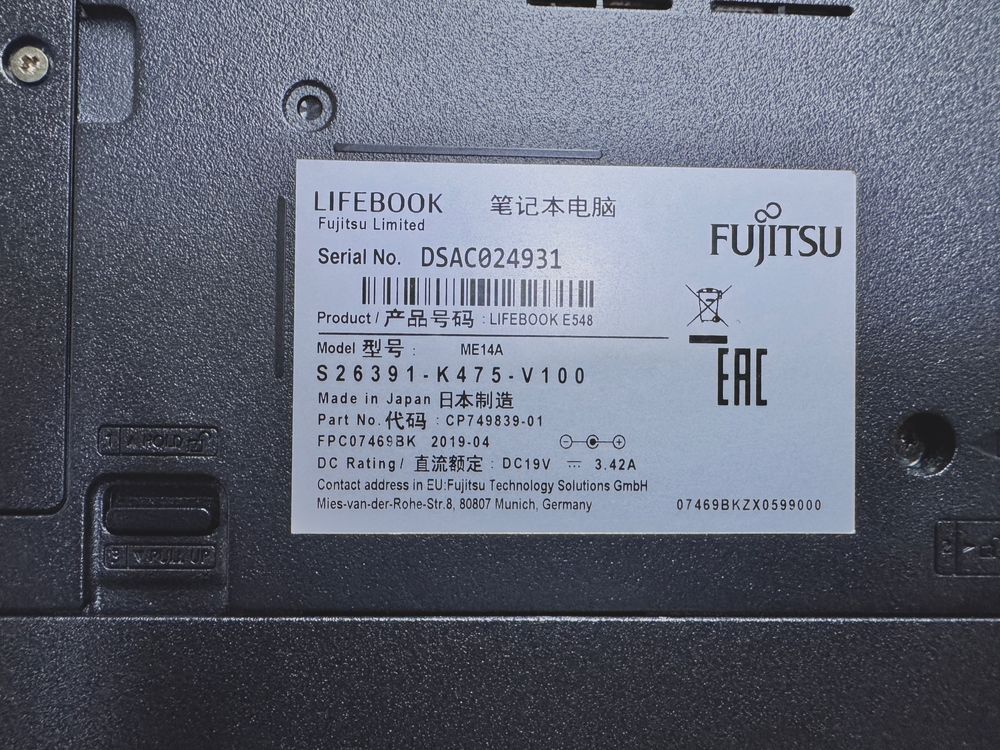 LIFEBOOK 笔记本电脑
Fujitsu Limited
FUJITSU
Serial No. DSAC024931
Product / 产品号码 : LIFEBOOK E548
Model 型号 : ME14A
EAC
S26391-K475-V100
Made in Japan 日本制造
Part No. 代码 : CP749839-01
FPC07469BK 2019-04
DC Rating / 直流额定 : DC19V ⎓ 3.42A
Contact address in EU:Fujitsu Technology Solutions GmbH
Mies-van-der-Rohe-Str.8, 80807 Munich, Germany
07469BKZX0599000
3 ▽PULL UP